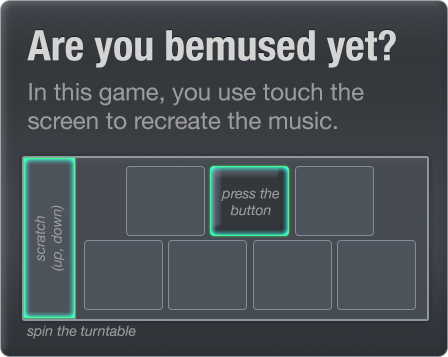 Are you bemused yet?
In this game, you use touch the
screen to recreate the music.
scratch
(up, down)
press the
button
spin the turntable